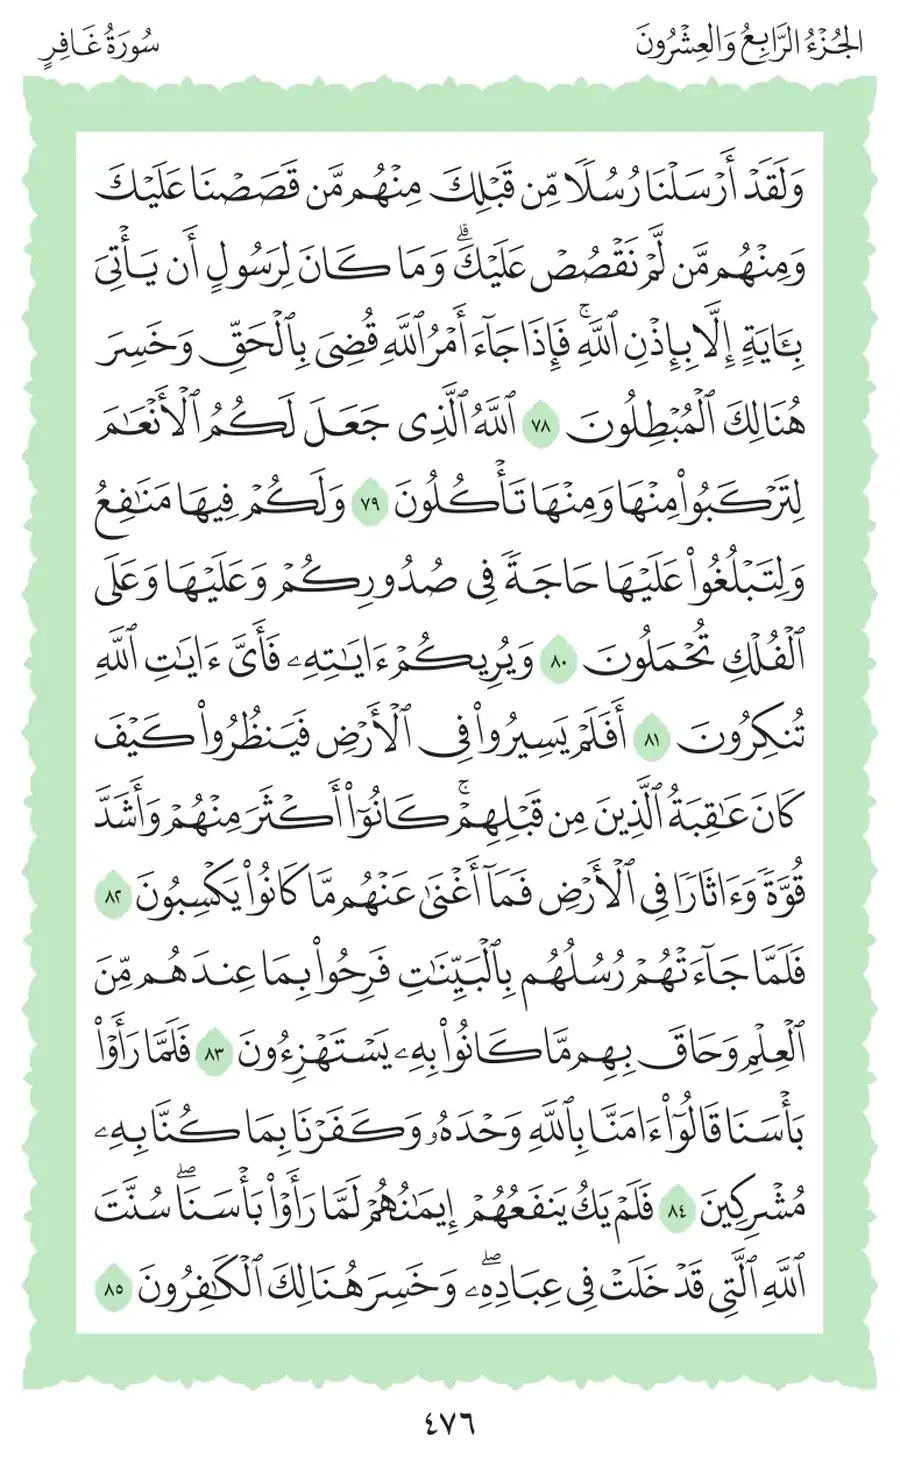 الجُزْءُ الرَّابِعُ وَالعِشْرُونَ
سُورَةُ غَافِرٍ
وَلَقَدْ أَرْسَلْنَا رُسُلًا مِّن قَبْلِكَ مِنْهُم مَّن قَصَصْنَا عَلَيْكَ
وَمِنْهُم مَّن لَّمْ نَقْصُصْ عَلَيْكَ ۗ وَمَا كَانَ لِرَسُولٍ أَن يَأْتِىَ
بِـَٔايَةٍ إِلَّا بِإِذْنِ ٱللَّهِ ۚ فَإِذَا جَآءَ أَمْرُ ٱللَّهِ قُضِىَ بِٱلْحَقِّ وَخَسِرَ
هُنَالِكَ ٱلْمُبْطِلُونَ ٧٨ ٱللَّهُ ٱلَّذِى جَعَلَ لَكُمُ ٱلْأَنْعَٰمَ
لِتَرْكَبُوا۟ مِنْهَا وَمِنْهَا تَأْكُلُونَ ٧٩ وَلَكُمْ فِيهَا مَنَٰفِعُ
وَلِتَبْلُغُوا۟ عَلَيْهَا حَاجَةً فِى صُدُورِكُمْ وَعَلَيْهَا وَعَلَى
ٱلْفُلْكِ تُحْمَلُونَ ٨٠ وَيُرِيكُمْ ءَايَٰتِهِۦ فَأَىَّ ءَايَٰتِ ٱللَّهِ
تُنكِرُونَ ٨١ أَفَلَمْ يَسِيرُوا۟ فِى ٱلْأَرْضِ فَيَنظُرُوا۟ كَيْفَ
كَانَ عَٰقِبَةُ ٱلَّذِينَ مِن قَبْلِهِمْ ۚ كَانُوٓا۟ أَكْثَرَ مِنْهُمْ وَأَشَدَّ
قُوَّةً وَءَاثَارًا فِى ٱلْأَرْضِ فَمَآ أَغْنَىٰ عَنْهُم مَّا كَانُوا۟ يَكْسِبُونَ ٨٢
فَلَمَّا جَآءَتْهُمْ رُسُلُهُم بِٱلْبَيِّنَٰتِ فَرِحُوا۟ بِمَا عِندَهُم مِّنَ
ٱلْعِلْمِ وَحَاقَ بِهِم مَّا كَانُوا۟ بِهِۦ يَسْتَهْزِءُونَ ٨٣ فَلَمَّا رَأَوْا۟
بَأْسَنَا قَالُوٓا۟ ءَامَنَّا بِٱللَّهِ وَحْدَهُۥ وَكَفَرْنَا بِمَا كُنَّا بِهِۦ
مُشْرِكِينَ ٨٤ فَلَمْ يَكُ يَنفَعُهُمْ إِيمَٰنُهُمْ لَمَّا رَأَوْا۟ بَأْسَنَا ۖ سُنَّتَ
ٱللَّهِ ٱلَّتِى قَدْ خَلَتْ فِى عِبَادِهِۦ ۖ وَخَسِرَ هُنَالِكَ ٱلْكَٰفِرُونَ ٨٥
٤٧٦